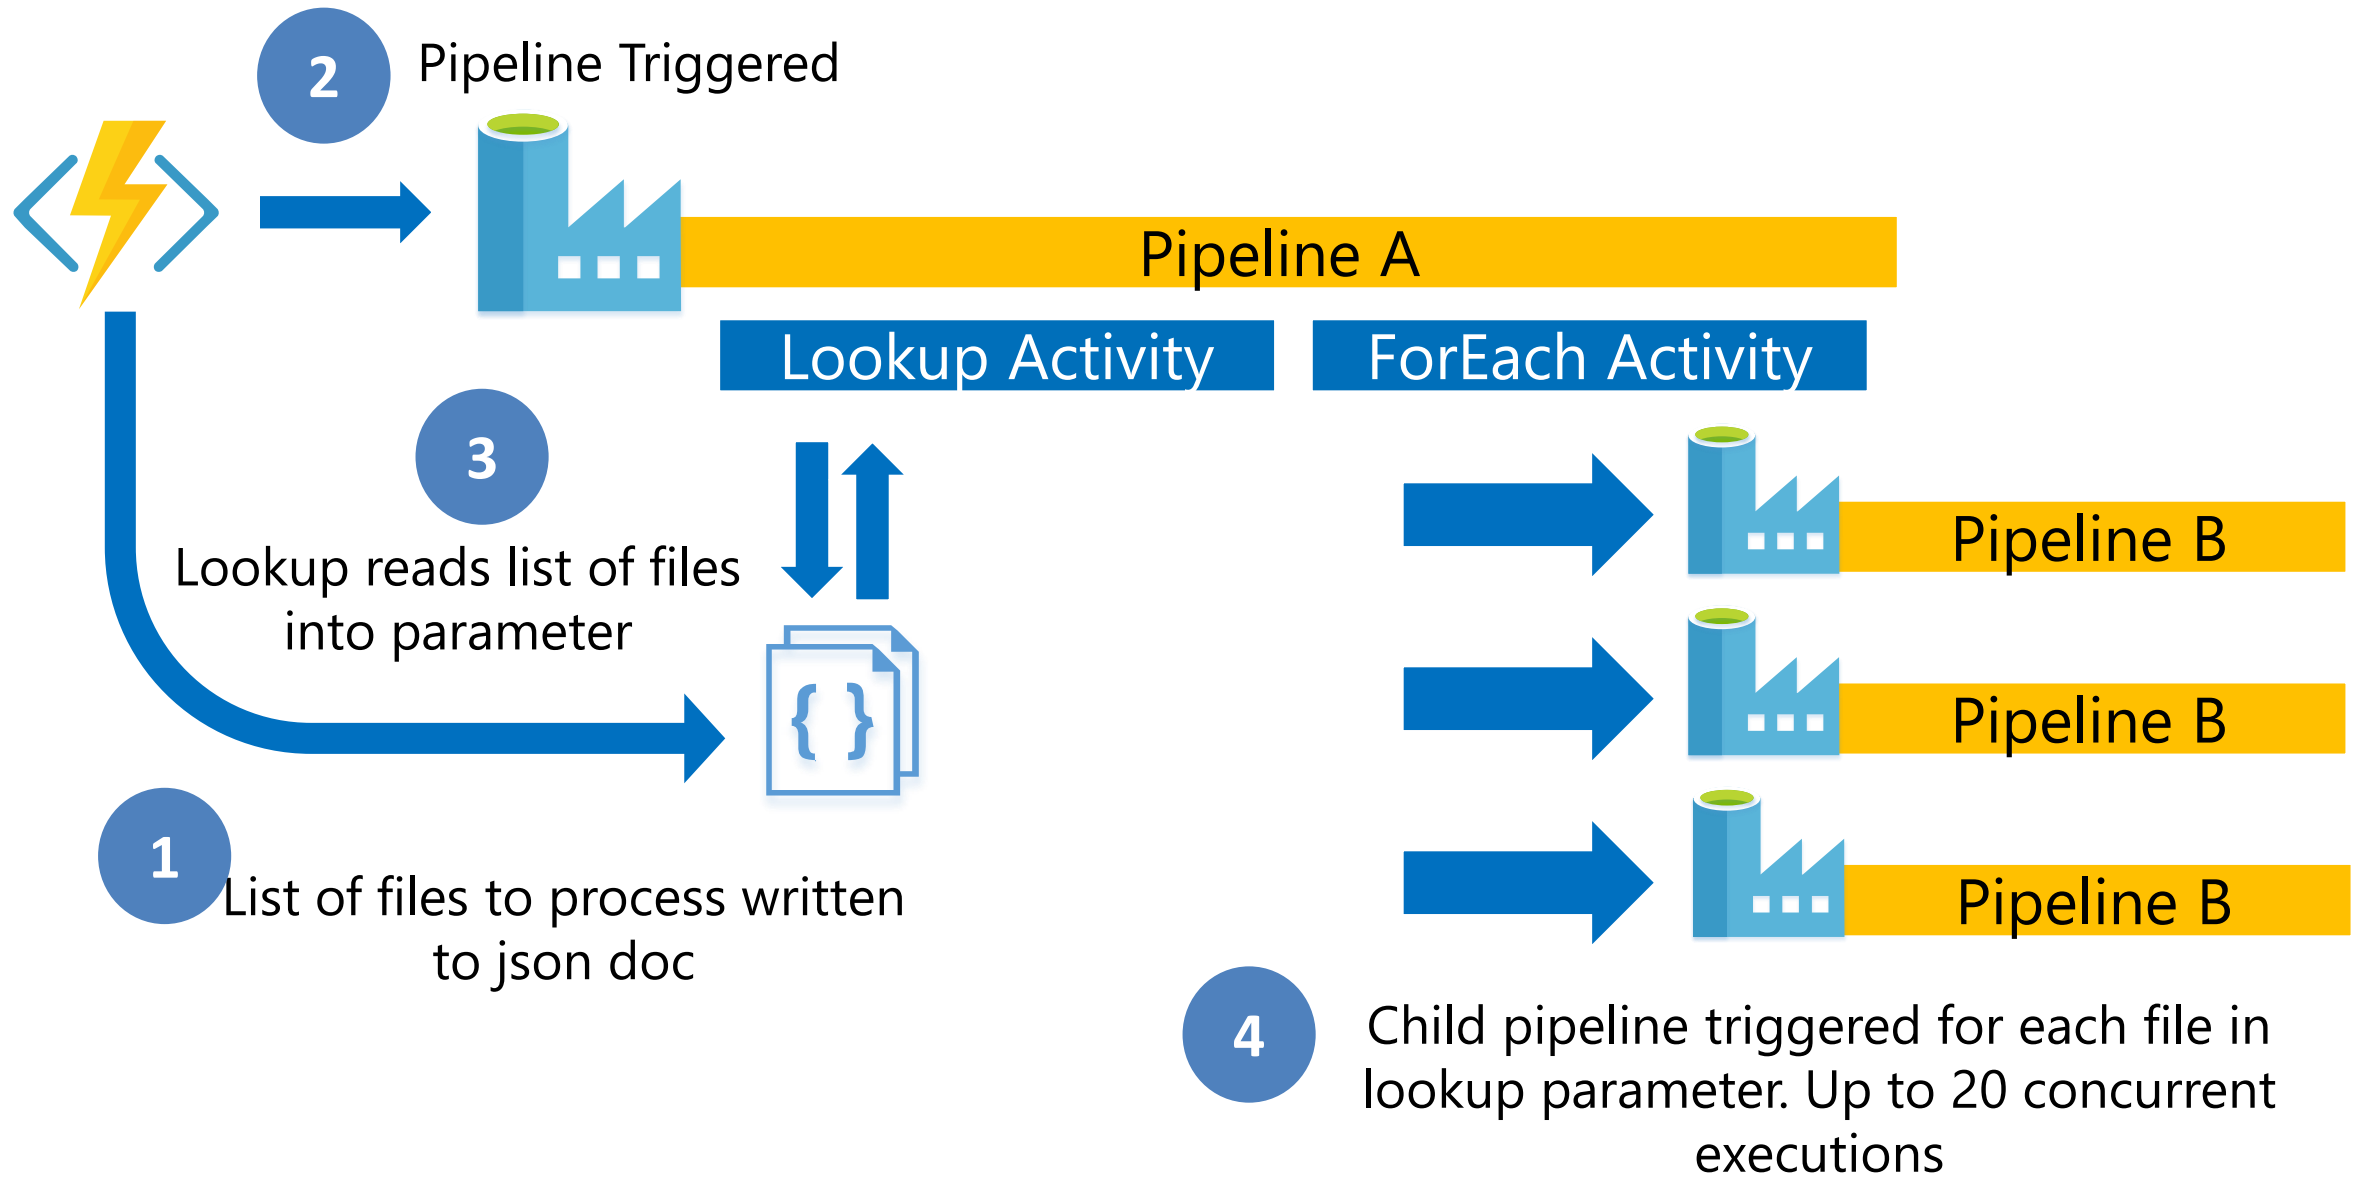 2
Pipeline Triggered
Pipeline A
Lookup Activity
ForEach Activity
3
Lookup reads list of files
into parameter
{ }
1
List of files to process written
to json doc
Pipeline B
Pipeline B
Pipeline B
4
Child pipeline triggered for each file in
lookup parameter. Up to 20 concurrent
executions